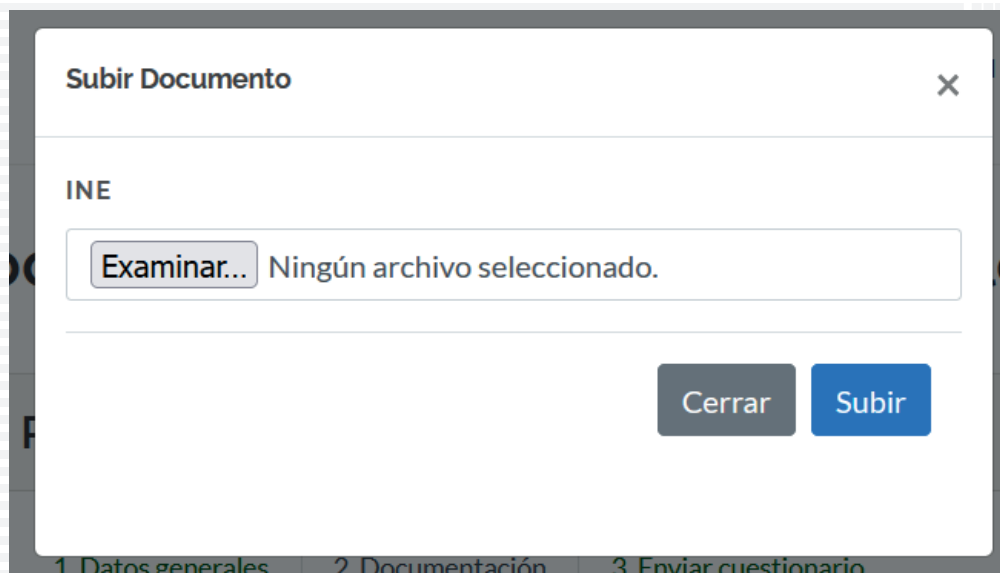 Subir Documento
×
INE
Examinar... Ningún archivo seleccionado.
Cerrar Subir
1. Datos generales 2. Documentación 3. Enviar cuestionario